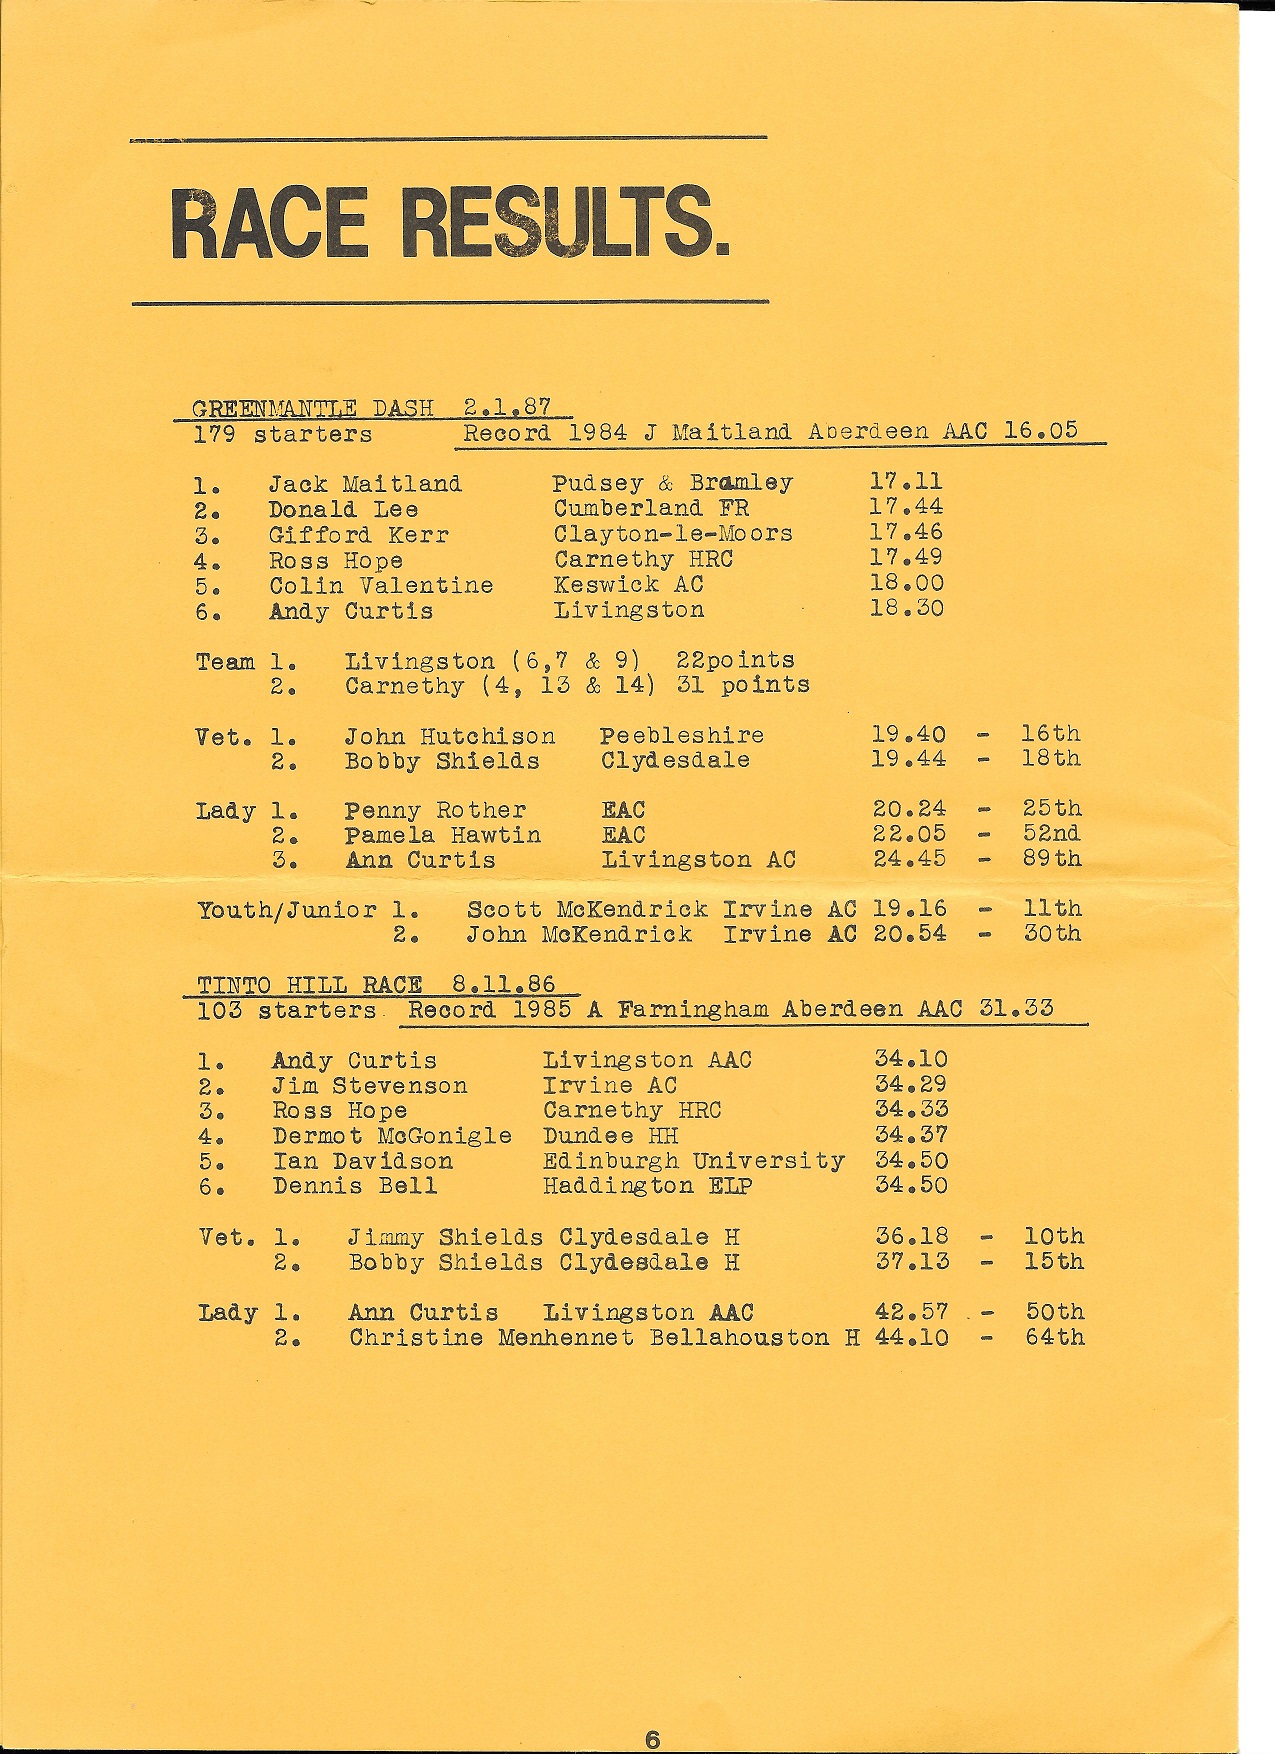 RACE RESULTS.
GREENMANTLE DASH 2.1.87
179 starters Record 1984 J Maitland Aberdeen AAC 16.05
1. Jack Maitland Pudsey & Bramley 17.11
2. Donald Lee Cumberland FR 17.44
3. Gifford Kerr Clayton-le-Moors 17.46
4. Ross Hope Carnethy HRC 17.49
5. Colin Valentine Keswick AC 18.00
6. Andy Curtis Livingston 18.30
Team 1. Livingston (6,7 & 9) 22points
2. Carnethy (4, 13 & 14) 31 points
Vet. 1. John Hutchison Peebleshire 19.40 - 16th
2. Bobby Shields Clydesdale 19.44 - 18th
Lady 1. Penny Rother EAC 20.24 - 25th
2. Pamela Hawtin EAC 22.05 - 52nd
3. Ann Curtis Livingston AC 24.45 - 89th
Youth/Junior 1. Scott McKendrick Irvine AC 19.16 - 11th
2. John McKendrick Irvine AC 20.54 - 30th
TINTO HILL RACE 8.11.86
103 starters Record 1985 A Farningham Aberdeen AAC 31.33
1. Andy Curtis Livingston AAC 34.10
2. Jim Stevenson Irvine AC 34.29
3. Ross Hope Carnethy HRC 34.33
4. Dermot McGonigle Dundee HH 34.37
5. Ian Davidson Edinburgh University 34.50
6. Dennis Bell Haddington ELP 34.50
Vet. 1. Jimmy Shields Clydesdale H 36.18 - 10th
2. Bobby Shields Clydesdale H 37.13 - 15th
Lady 1. Ann Curtis Livingston AAC 42.57 - 50th
2. Christine Menhennet Bellahouston H 44.10 - 64th
6